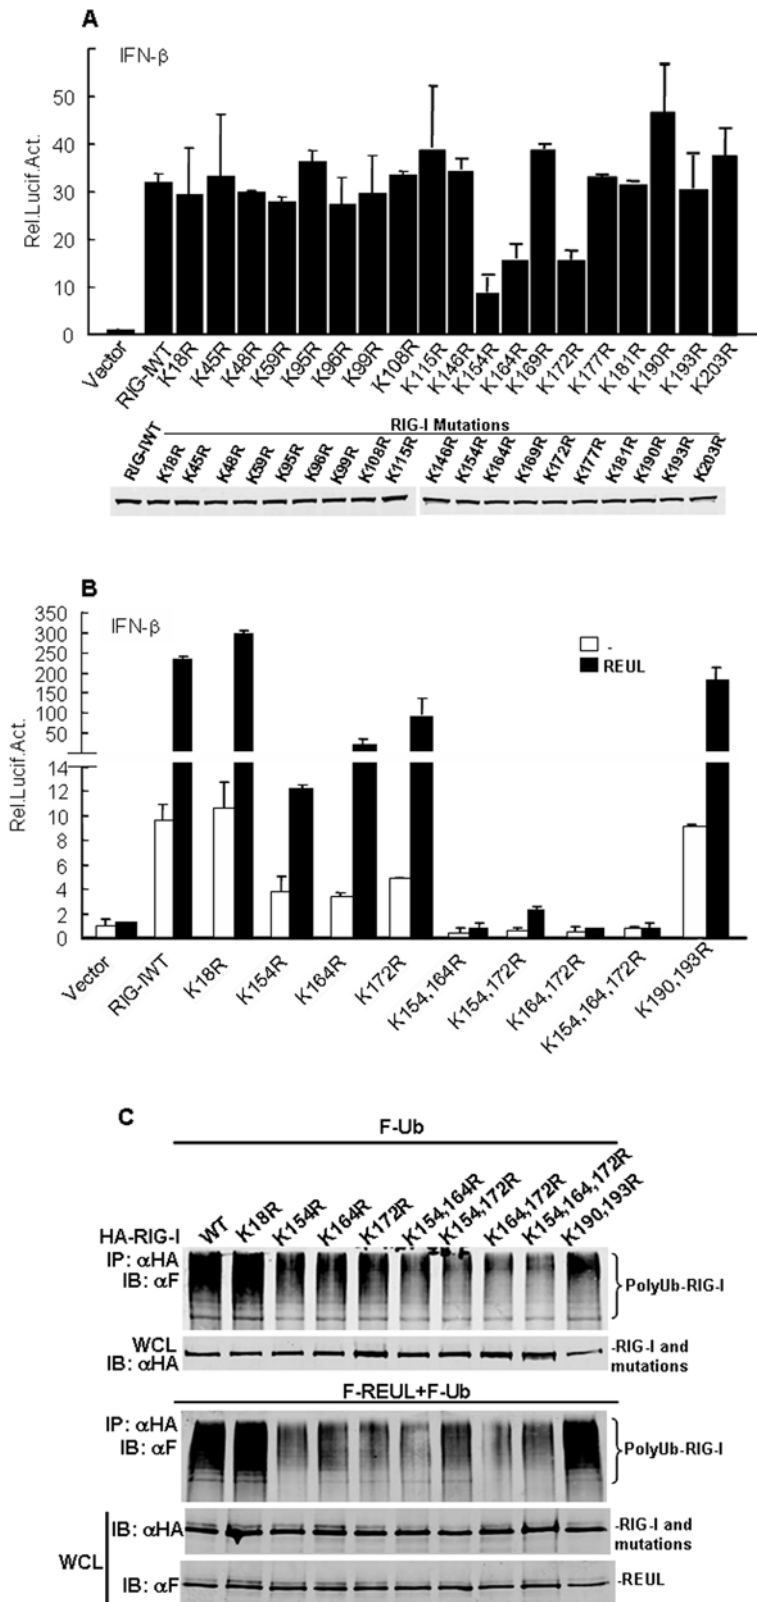 A
IFN-β
Rel.Lucif.Act.
50
40
30
20
10
0
Vector
RIG-IWT
K18R
K45R
K48R
K59R
K95R
K96R
K99R
K108R
K115R
K146R
K154R
K164R
K169R
K172R
K177R
K181R
K190R
K193R
K203R
RIG-I Mutations
RIG-IWT
K18R
K45R
K48R
K59R
K95R
K96R
K99R
K108R
K115R
K146R
K154R
K164R
K169R
K172R
K177R
K181R
K190R
K193R
K203R
B
IFN-β
-
REUL
Rel.Lucif.Act.
350
300
250
200
150
100
50
14
12
10
8
6
4
2
0
Vector
RIG-IWT
K18R
K154R
K164R
K172R
K154,164R
K154,172R
K164,172R
K154,164,172R
K190,193R
C
F-Ub
HA-RIG-I
WT
K18R
K154R
K164R
K172R
K154,164R
K154,172R
K164,172R
K154,164,172R
K190,193R
IP: αHA
IB: αF
PolyUb-RIG-I
WCL
IB: αHA
-RIG-I and
mutations
F-REUL+F-Ub
IP: αHA
IB: αF
PolyUb-RIG-I
WCL
IB: αHA
-RIG-I and
mutations
IB: αF
-REUL